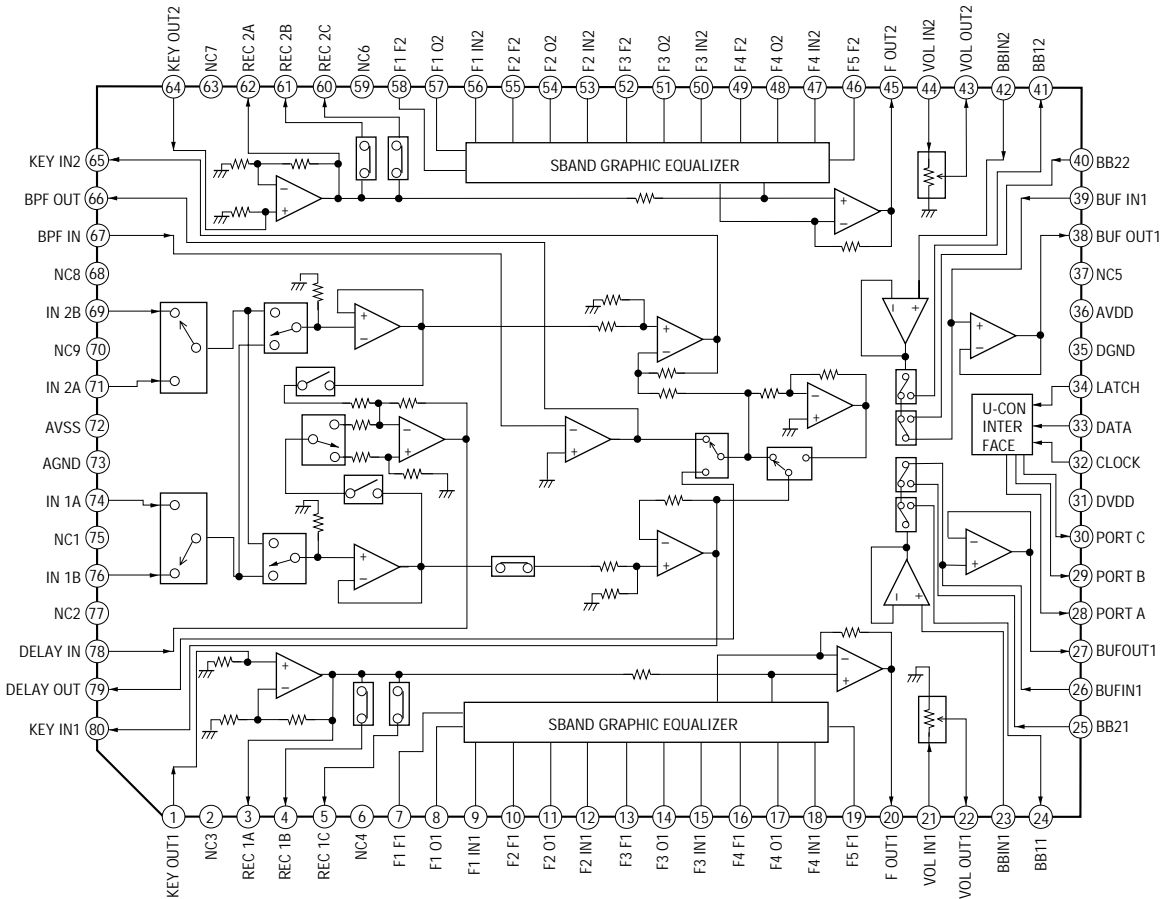 KEY OUT2
NC7
REC 2A
REC 2B
REC 2C
NC6
F1 F2
F1 O2
F1 IN2
F2 F2
F2 O2
F2 IN2
F3 F2
F3 O2
F3 IN2
F4 F2
F4 O2
F4 IN2
F5 F2
F OUT2
VOL IN2
VOL OUT2
BBIN2
BB12
64
63
62
61
60
59
58
57
56
55
54
53
52
51
50
49
48
47
46
45
44
43
42
41
SBAND GRAPHIC EQUALIZER
KEY IN2 65
BPF OUT 66
BPF IN 67
NC8 68
IN 2B 69
NC9 70
IN 2A 71
AVSS 72
AGND 73
IN 1A 74
NC1 75
IN 1B 76
NC2 77
DELAY IN 78
DELAY OUT 79
KEY IN1 80
40 BB22
39 BUF IN1
38 BUF OUT1
37 NC5
36 AVDD
35 DGND
34 LATCH
33 DATA
32 CLOCK
31 DVDD
30 PORT C
29 PORT B
28 PORT A
27 BUFOUT1
26 BUFIN1
25 BB21
U-CON
INTER
FACE
SBAND GRAPHIC EQUALIZER
1
2
3
4
5
6
7
8
9
10
11
12
13
14
15
16
17
18
19
20
21
22
23
24
KEY OUT1
NC3
REC 1A
REC 1B
REC 1C
NC4
F1 F1
F1 O1
F1 IN1
F2 F1
F2 O1
F2 IN1
F3 F1
F3 O1
F3 IN1
F4 F1
F4 O1
F4 IN1
F5 F1
F OUT1
VOL IN1
VOL OUT1
BBIN1
BB11